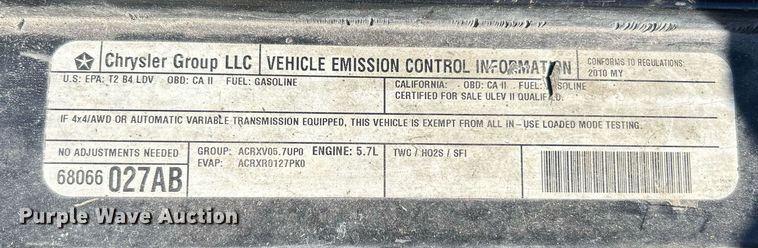 Chrysler Group LLC
VEHICLE EMISSION CONTROL INFORMATION
CONFORMS TO REGULATIONS:
2010 MY
U.S: EPA: T2 B4 LDV OBD: CA II FUEL: GASOLINE
CALIFORNIA: OBD: CA II FUEL: GASOLINE
CERTIFIED FOR SALE ULEV II QUALIFIED.
IF 4x4/AWD OR AUTOMATIC VARIABLE TRANSMISSION EQUIPPED, THIS VEHICLE IS EXEMPT FROM ALL IN-USE LOADED MODE TESTING.
NO ADJUSTMENTS NEEDED
68066 027AB
GROUP: ACRXV05.7UP0 ENGINE: 5.7L
EVAP: ACRXR0127PK0
TWC / HO2S / SFI
Purple Wave Auction